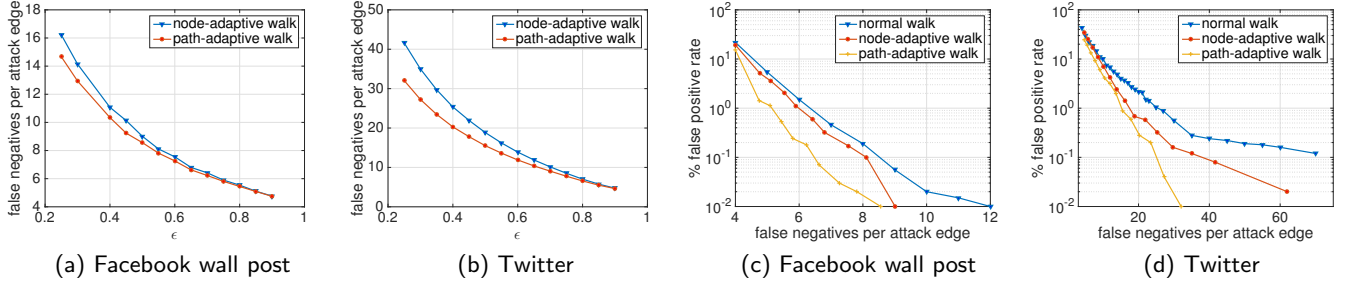 false negatives per attack edge
18
16
14
12
10
8
6
4
0.2
0.4
0.6
0.8
1
ϵ
node-adaptive walk
path-adaptive walk
(a) Facebook wall post
false negatives per attack edge
50
40
30
20
10
0
0.2
0.4
0.6
0.8
1
ϵ
node-adaptive walk
path-adaptive walk
(b) Twitter
% false positive rate
10²
10¹
10⁰
10⁻¹
10⁻²
4
6
8
10
12
false negatives per attack edge
normal walk
node-adaptive walk
path-adaptive walk
(c) Facebook wall post
% false positive rate
10²
10¹
10⁰
10⁻¹
10⁻²
20
40
60
false negatives per attack edge
normal walk
node-adaptive walk
path-adaptive walk
(d) Twitter